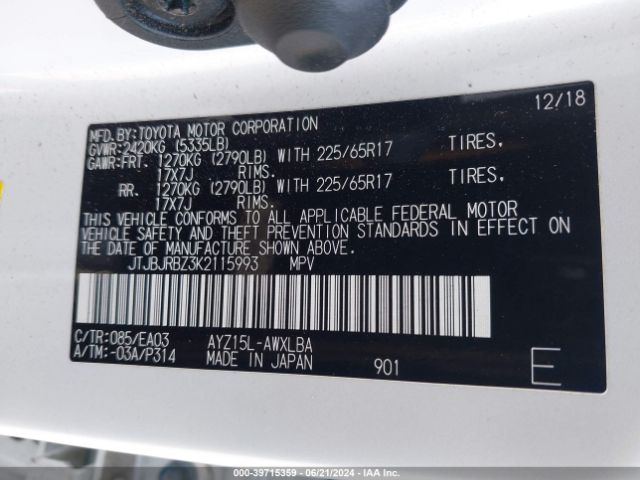 12/18
MFD.BY:TOYOTA MOTOR CORPORATION
GVWR:2420KG (5335LB)
GAWR:FRT. 1270KG (2790LB) WITH 225/65R17 TIRES,
17X7J RIMS.
RR. 1270KG (2790LB) WITH 225/65R17 TIRES,
17X7J RIMS.
THIS VEHICLE CONFORMS TO ALL APPLICABLE FEDERAL MOTOR
VEHICLE SAFETY AND THEFT PREVENTION STANDARDS IN EFFECT ON
THE DATE OF MANUFACTURE SHOWN ABOVE.
JTJBJRBZ3K2115993 MPV
C/TR:085/EA03 AYZ15L-AWXLBA
A/TM:-03A/P314 MADE IN JAPAN 901 E
000-39715359 - 06/21/2024 - IAAI.com